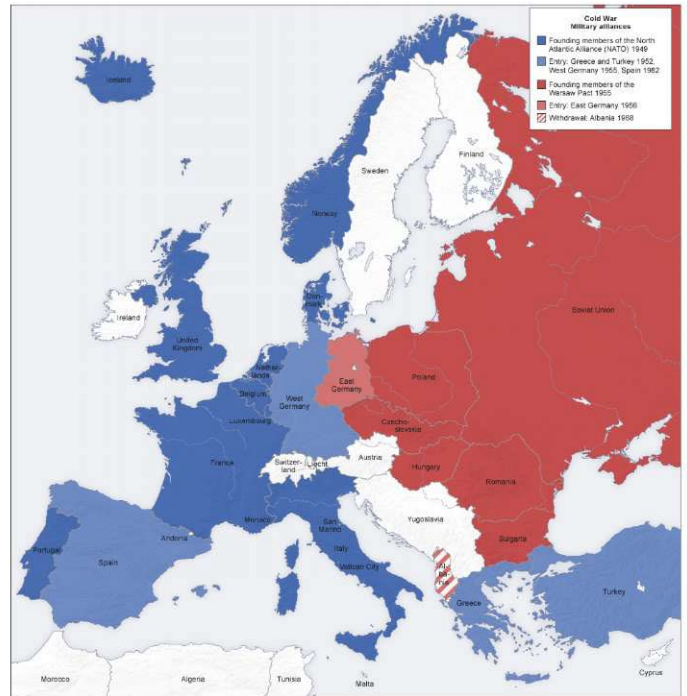 Cold War
Military alliances
Founding members of the North
Atlantic Alliance (NATO) 1949
Entry: Greece and Turkey 1952,
West Germany 1955, Spain 1982
Founding members of the
Warsaw Pact 1955
Entry: East Germany 1956
Withdrawal: Albania 1968
Iceland
Finland
Sweden
Norway
Soviet Union
Den-
mark
Ireland
United
Kingdom
Nether-
lands
Belgium
Luxembourg
West
Germany
East
Germany
Poland
Czecho-
slovakia
France
Switzer-
land
Liecht
Austria
Hungary
Romania
Yugoslavia
Monaco
San
Marino
Andorra
Portugal
Spain
Italy
Vatican City
Bulgaria
Al
ba
nia
Greece
Turkey
Morocco
Algeria
Tunisia
Malta
Cyprus